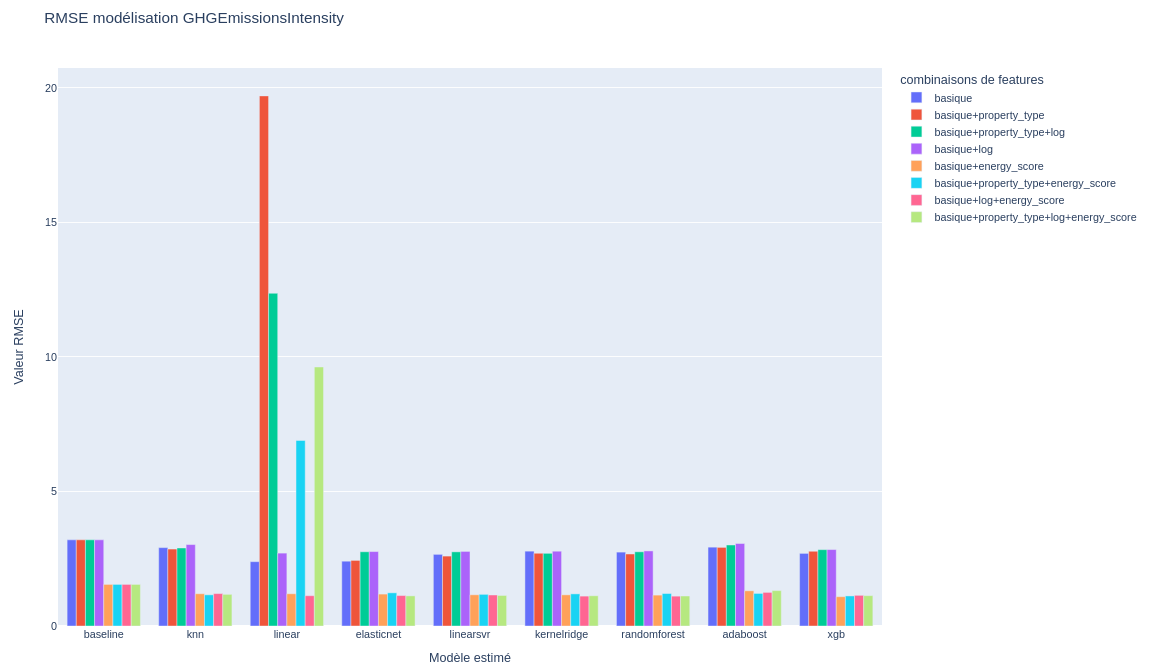 RMSE modélisation GHGEmissionsIntensity
combinaisons de features
basique
basique+property_type
basique+property_type+log
basique+log
basique+energy_score
basique+property_type+energy_score
basique+log+energy_score
basique+property_type+log+energy_score
Valeur RMSE
20
15
10
5
0
baseline knn linear elasticnet linearsvr kernelridge randomforest adaboost xgb
Modèle estimé